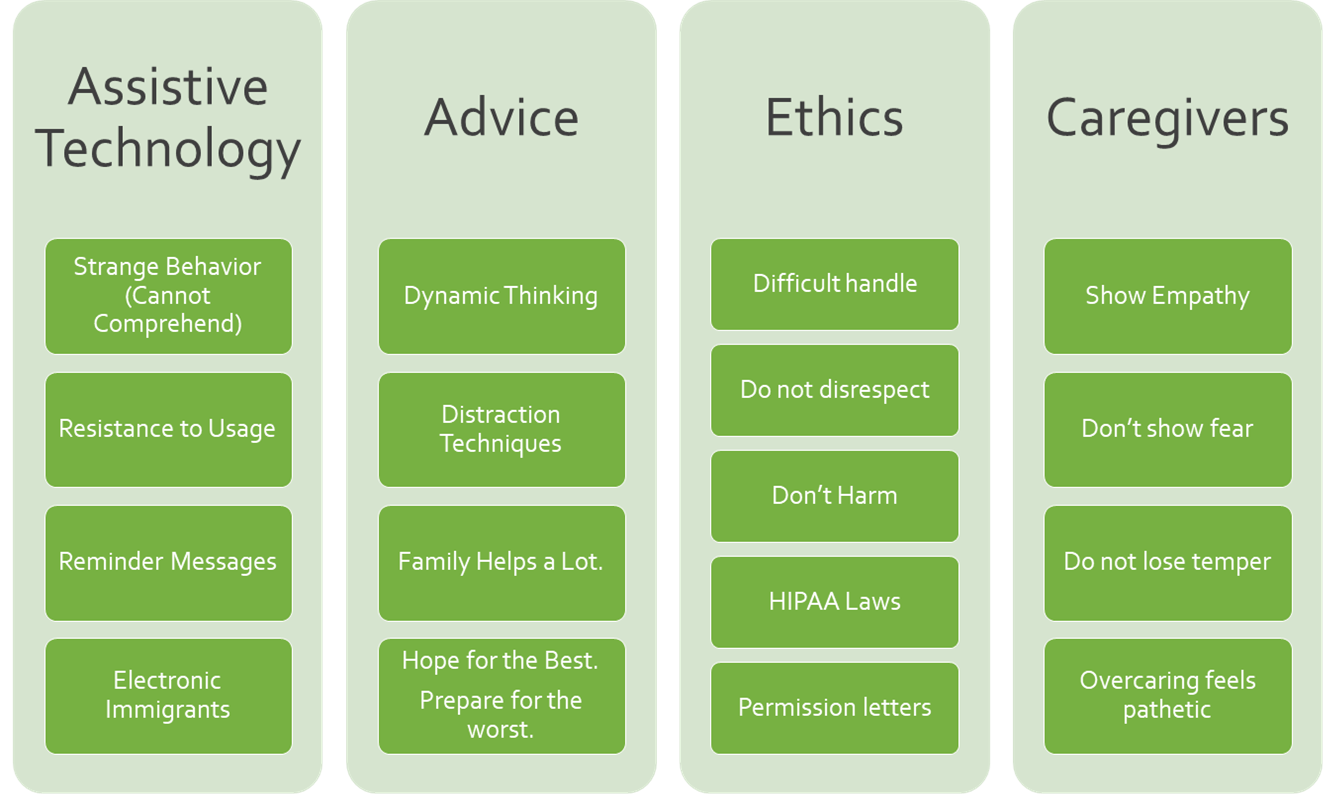 Assistive
Technology
Strange Behavior
(Cannot
Comprehend)
Resistance to Usage
Reminder Messages
Electronic
Immigrants
Advice
Dynamic Thinking
Distraction
Techniques
Family Helps a Lot.
Hope for the Best.
Prepare for the
worst.
Ethics
Difficult handle
Do not disrespect
Don’t Harm
HIPAA Laws
Permission letters
Caregivers
Show Empathy
Don’t show fear
Do not lose temper
Overcaring feels
pathetic